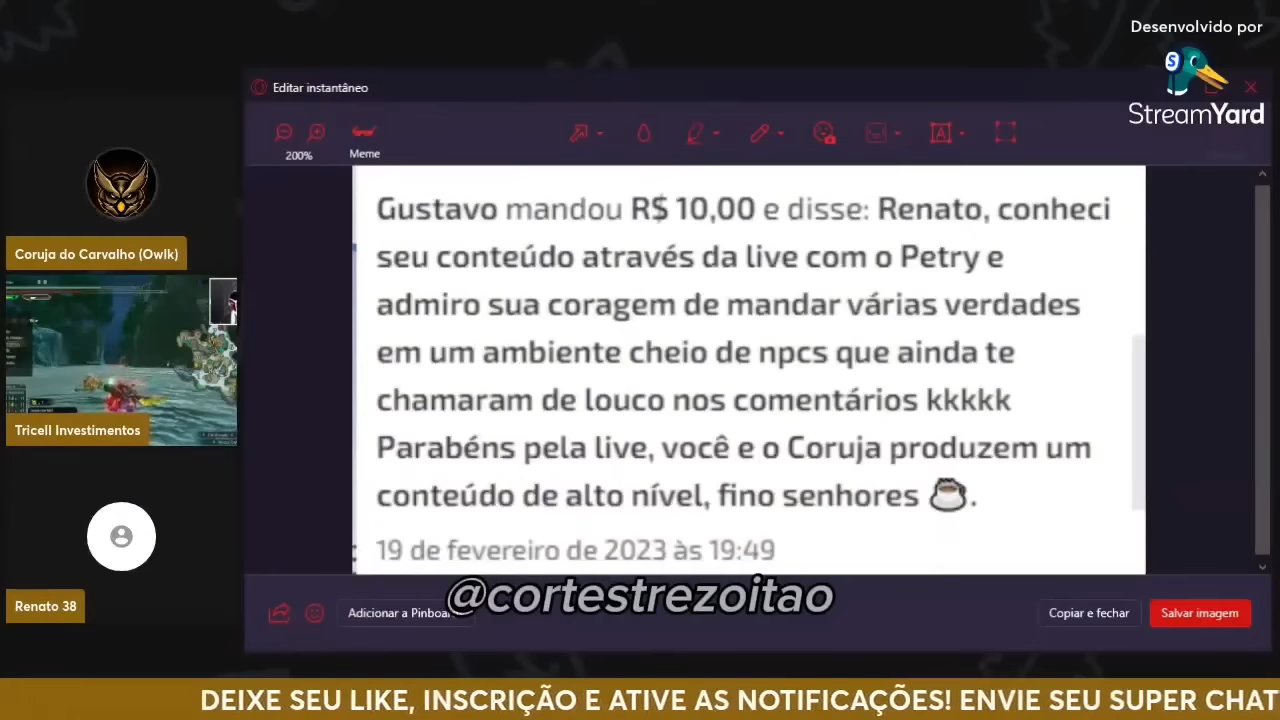 Desenvolvido por
StreamYard
Editar instantâneo
200%
Meme
Gustavo mandou R$ 10,00 e disse: Renato, conheci
seu conteúdo através da live com o Petry e
admiro sua coragem de mandar várias verdades
em um ambiente cheio de npcs que ainda te
chamaram de louco nos comentários kkkkk
Parabéns pela live, você e o Coruja produzem um
conteúdo de alto nível, fino senhores ☕.
19 de fevereiro de 2023 às 19:49
Coruja do Carvalho (Owlk)
Tricell Investimentos
Renato 38
@cortestrezoitao
Adicionar a Pinboar
Copiar e fechar
Salvar imagem
DEIXE SEU LIKE, INSCRIÇÃO E ATIVE AS NOTIFICAÇÕES! ENVIE SEU SUPER CHAT